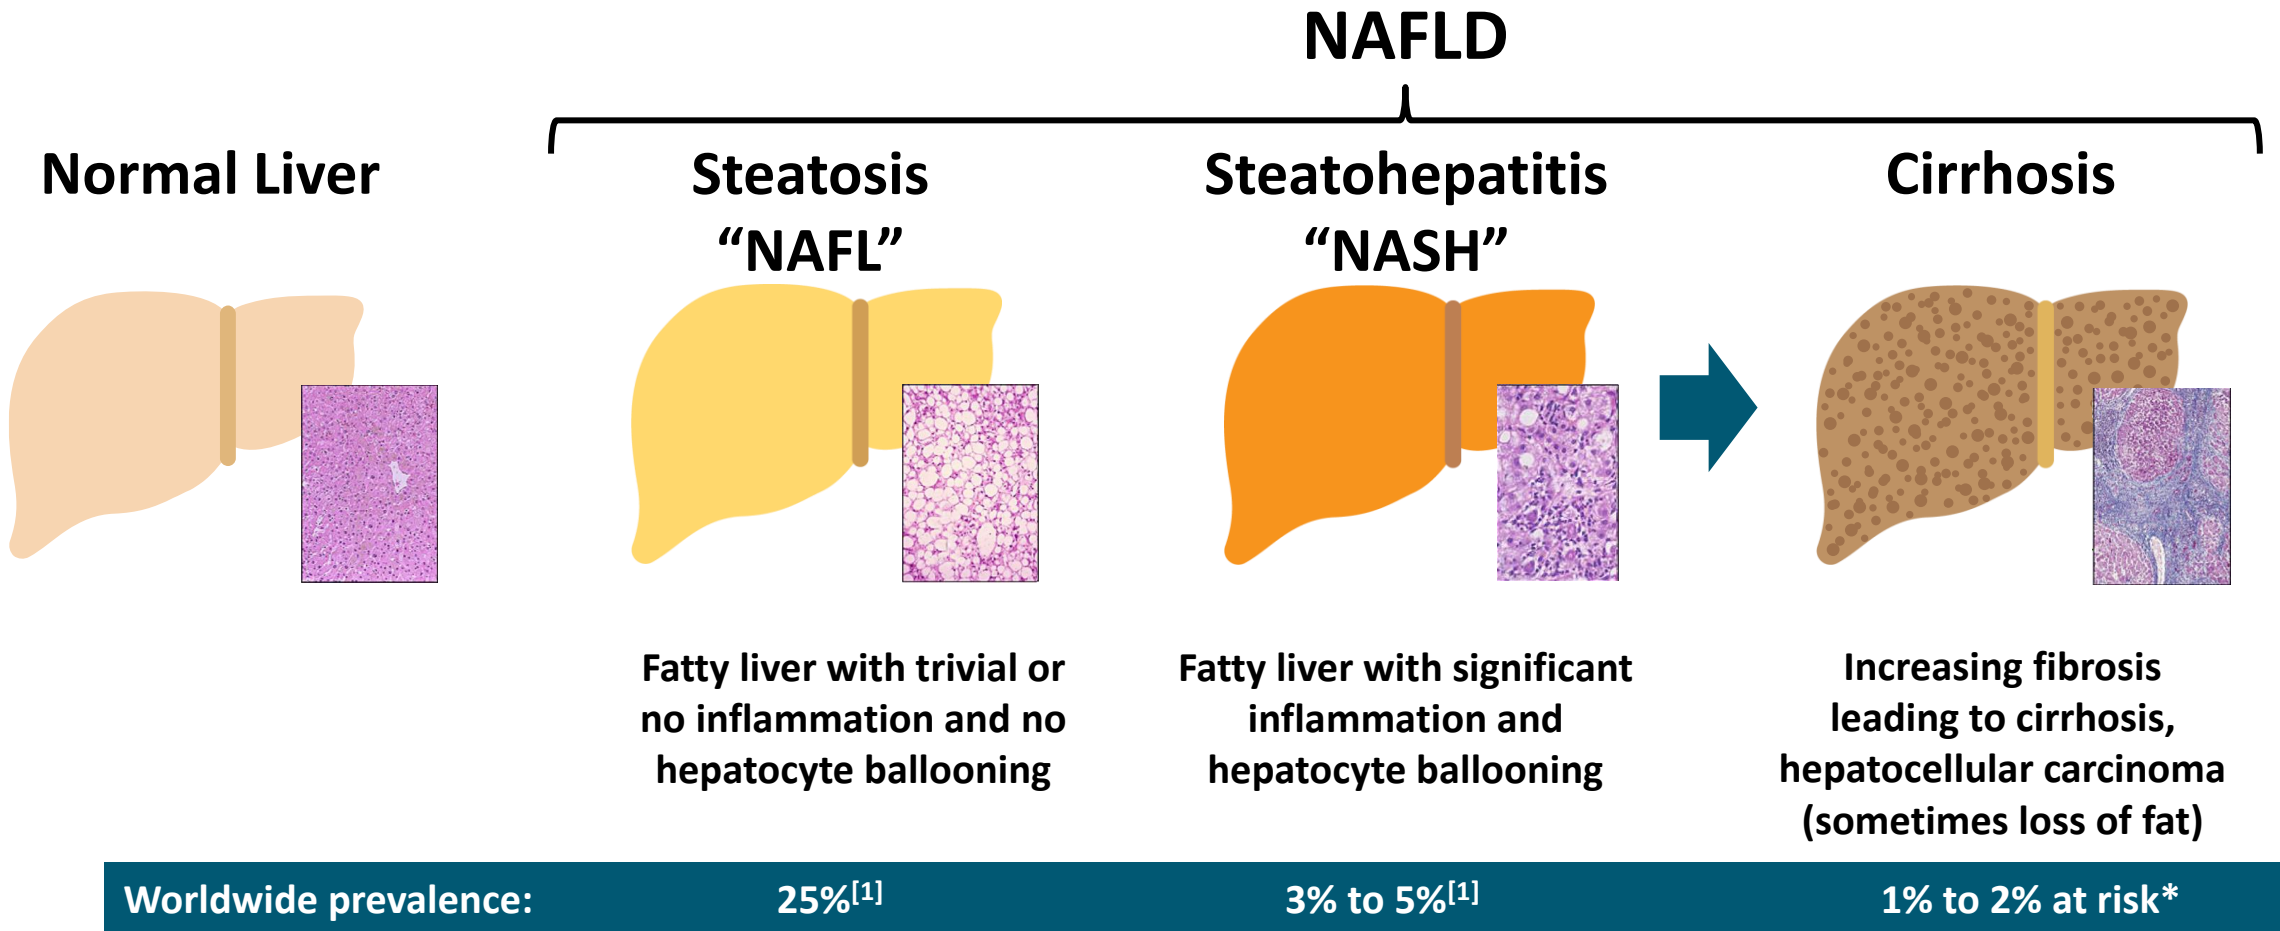 NAFLD
Normal Liver
Steatosis
“NAFL”
Steatohepatitis
“NASH”
Cirrhosis
Fatty liver with trivial or
no inflammation and no
hepatocyte ballooning
Fatty liver with significant
inflammation and
hepatocyte ballooning
Increasing fibrosis
leading to cirrhosis,
hepatocellular carcinoma
(sometimes loss of fat)
Worldwide prevalence: 25%[1] 3% to 5%[1] 1% to 2% at risk*